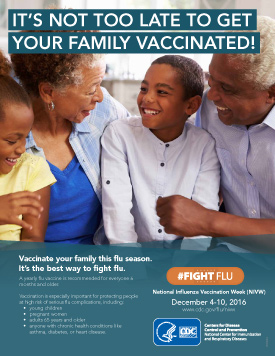 IT'S NOT TOO LATE TO GET
YOUR FAMILY VACCINATED!
Vaccinate your family this flu season.
It's the best way to fight flu.
A yearly flu vaccine is recommended for everyone 6
months and older.
Vaccination is especially important for protecting people
at high risk of serious flu complications, including:
• young children
• pregnant women
• adults 65 years and older
• anyone with chronic health conditions like
asthma, diabetes, or heart disease
#FIGHT FLU
National Influenza Vaccination Week (NIVW)
December 4-10, 2016
www.cdc.gov/flu/nivw
CDC
Centers for Disease
Control and Prevention
National Center for Immunization
and Respiratory Diseases